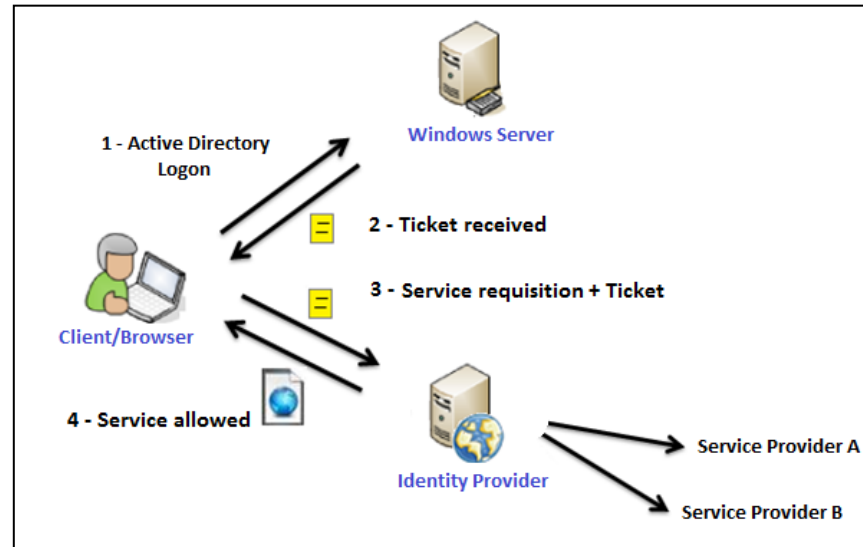 Windows Server
1 - Active Directory
Logon
2 - Ticket received
3 - Service requisition + Ticket
Client/Browser
4 - Service allowed
Service Provider A
Identity Provider
Service Provider B